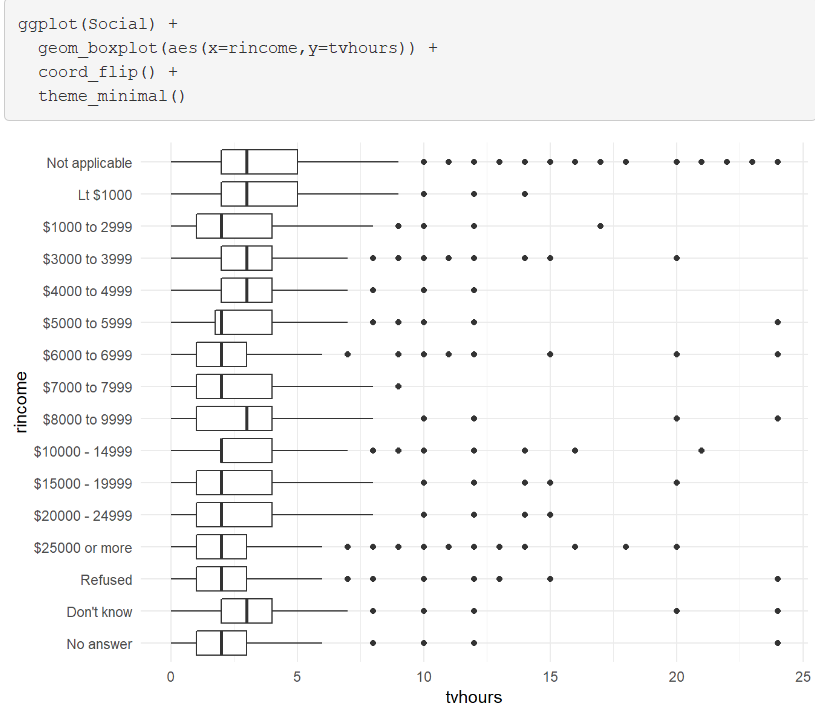 ggplot(Social) +
geom_boxplot(aes(x=rincome,y=tvhours)) +
coord_flip() +
theme_minimal()
Not applicable
Lt $1000
$1000 to 2999
$3000 to 3999
$4000 to 4999
$5000 to 5999
$6000 to 6999
$7000 to 7999
$8000 to 9999
$10000 - 14999
$15000 - 19999
$20000 - 24999
$25000 or more
Refused
Don't know
No answer
rincome
0 5 10 15 20 25
tvhours